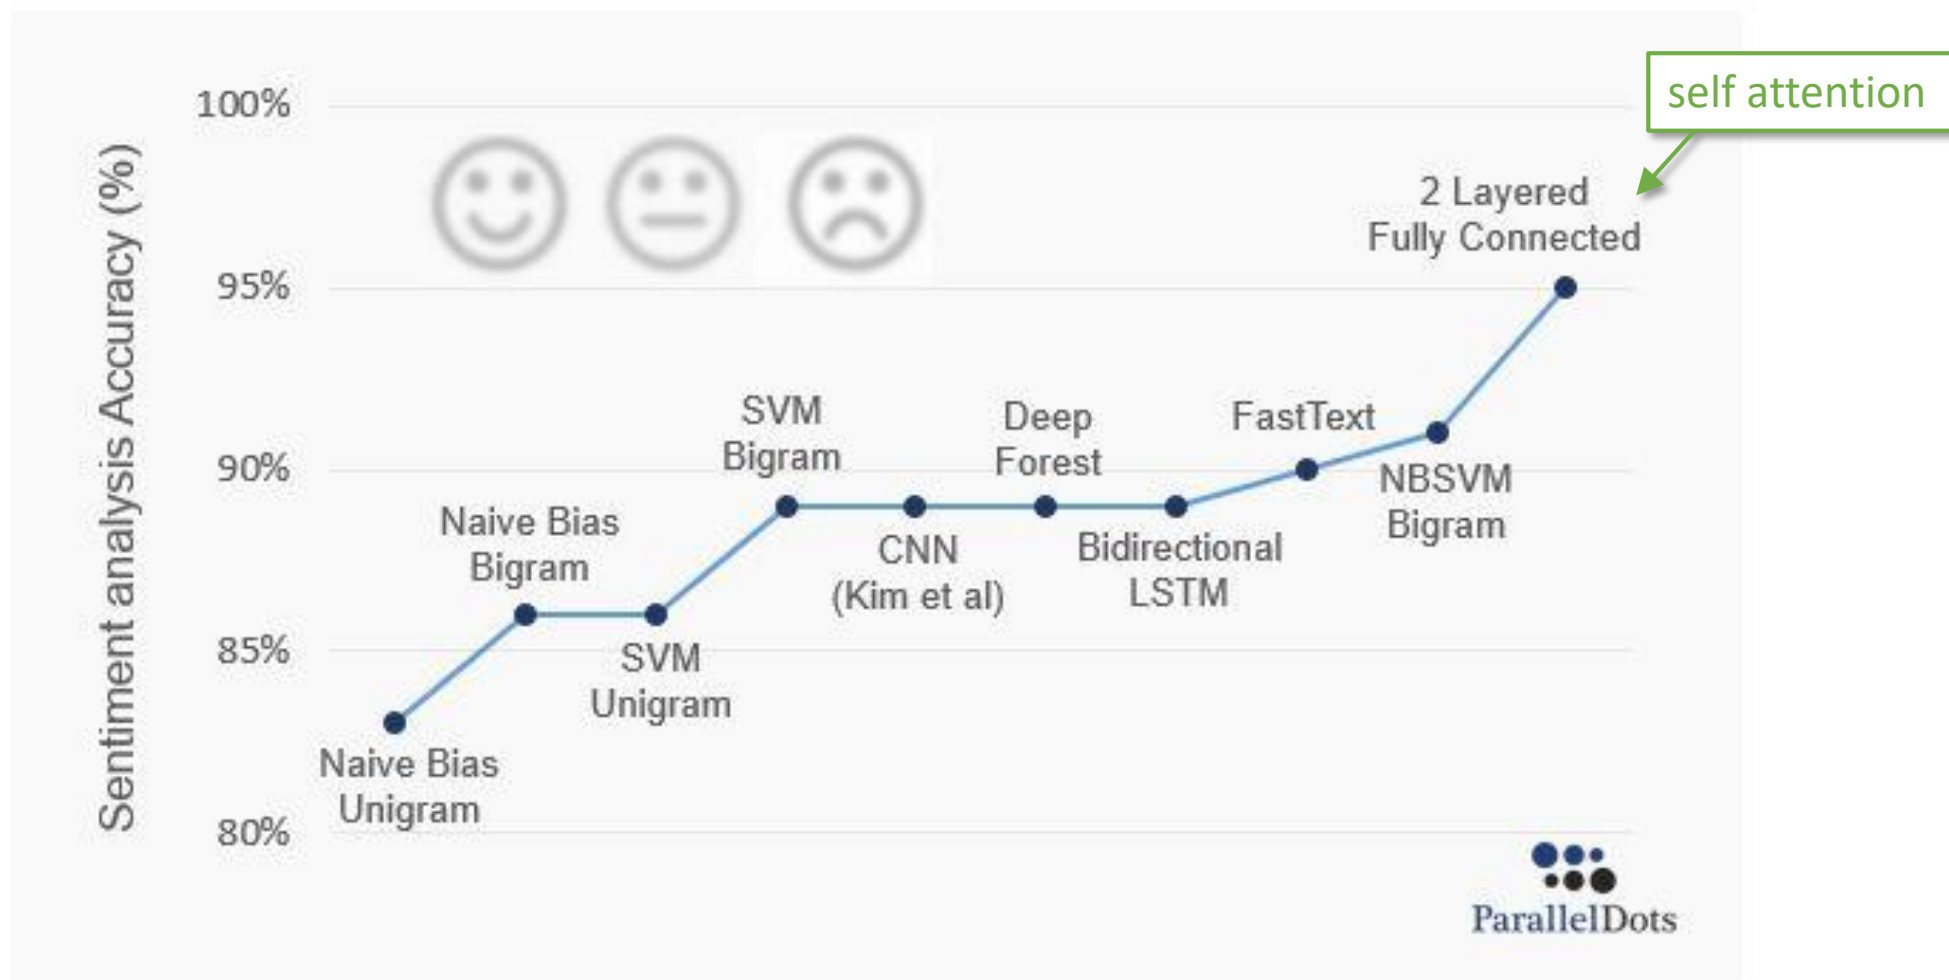 self attention
100%
95%
90%
85%
80%
Sentiment analysis Accuracy (%)
2 Layered
Fully Connected
SVM
Bigram
Deep
Forest
FastText
NBSVM
Bigram
Naive Bias
Bigram
CNN
(Kim et al)
Bidirectional
LSTM
SVM
Unigram
Naive Bias
Unigram
ParallelDots